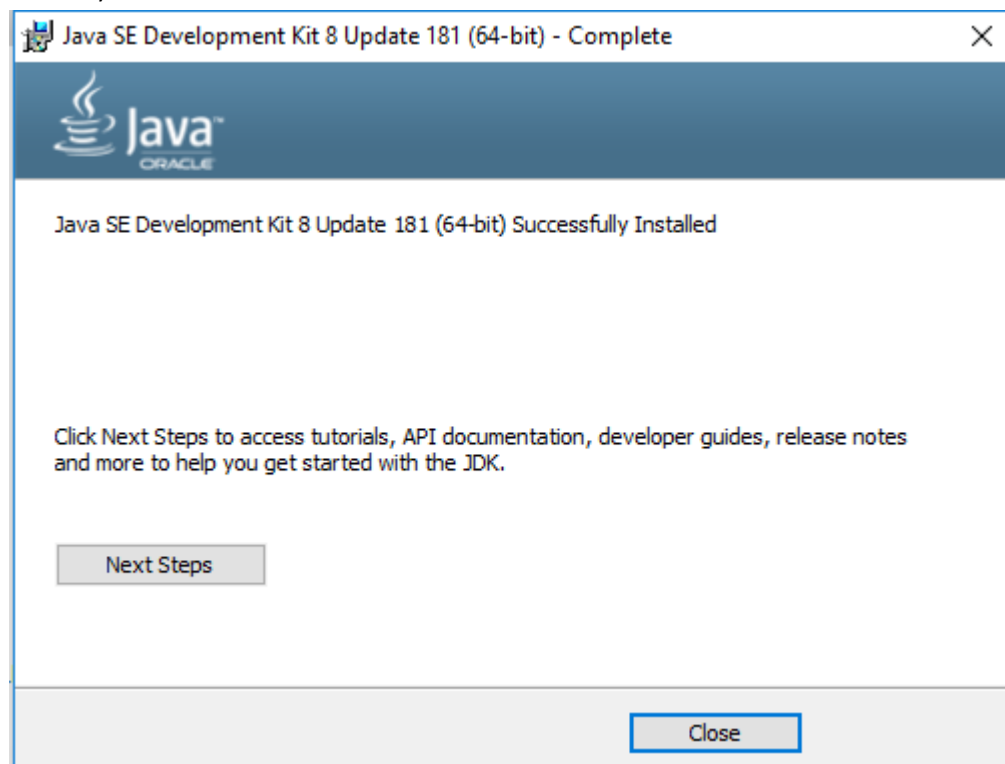 Java SE Development Kit 8 Update 181 (64-bit) - Complete
Java™
ORACLE
Java SE Development Kit 8 Update 181 (64-bit) Successfully Installed
Click Next Steps to access tutorials, API documentation, developer guides, release notes
and more to help you get started with the JDK.
Next Steps
Close